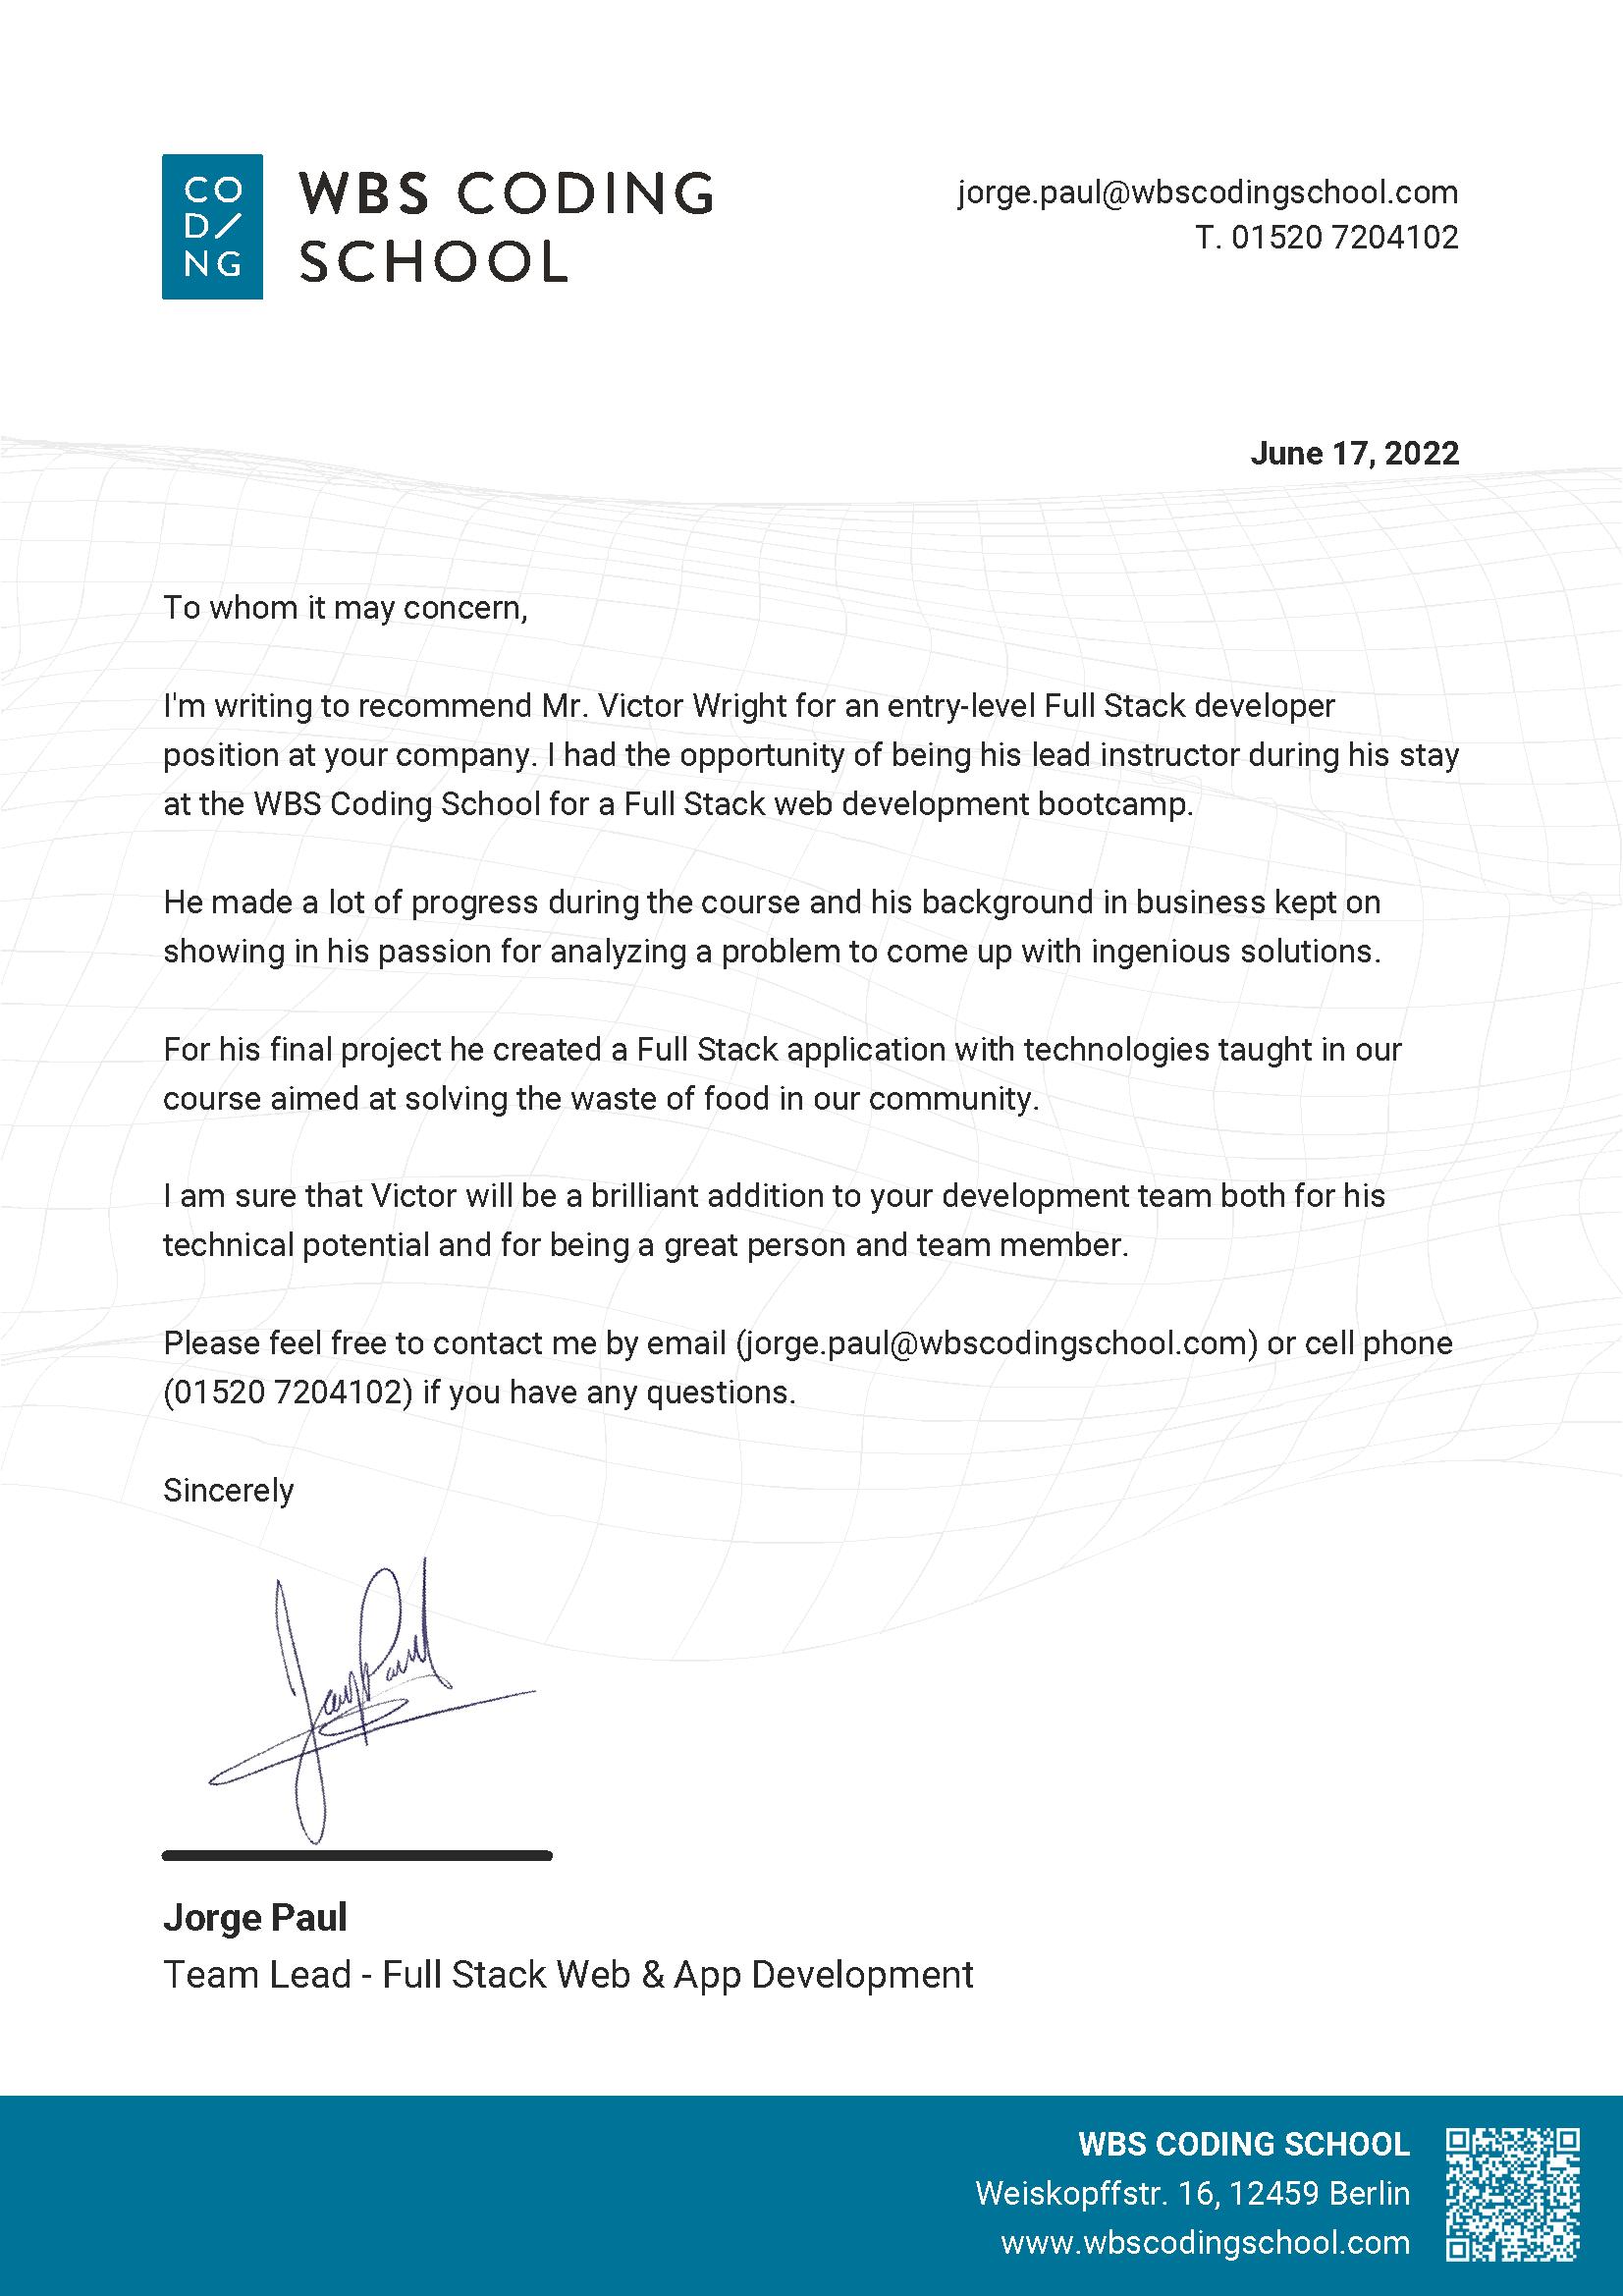 CO
D/
NG
WBS CODING
SCHOOL
jorge.paul@wbscodingschool.com
T. 01520 7204102
June 17, 2022
To whom it may concern,
I'm writing to recommend Mr. Victor Wright for an entry-level Full Stack developer
position at your company. I had the opportunity of being his lead instructor during his stay
at the WBS Coding School for a Full Stack web development bootcamp.
He made a lot of progress during the course and his background in business kept on
showing in his passion for analyzing a problem to come up with ingenious solutions.
For his final project he created a Full Stack application with technologies taught in our
course aimed at solving the waste of food in our community.
I am sure that Victor will be a brilliant addition to your development team both for his
technical potential and for being a great person and team member.
Please feel free to contact me by email (jorge.paul@wbscodingschool.com) or cell phone
(01520 7204102) if you have any questions.
Sincerely
Jorge Paul
Jorge Paul
Team Lead - Full Stack Web & App Development
WBS CODING SCHOOL
Weiskopffstr. 16, 12459 Berlin
www.wbscodingschool.com